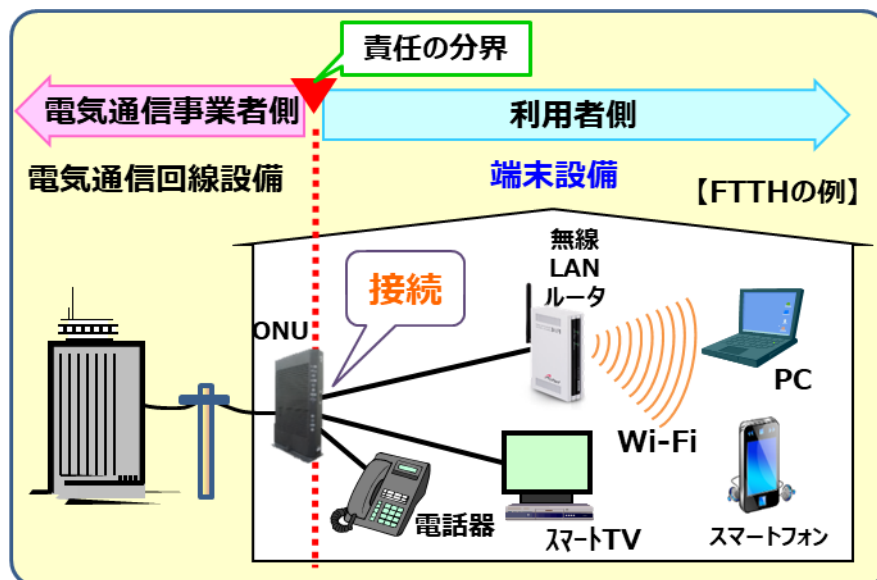 責任の分界
電気通信事業者側
利用者側
電気通信回線設備
端末設備
【FTTHの例】
無線
LAN
ルータ
接続
ONU
PC
Wi-Fi
電話器
スマートTV
スマートフォン